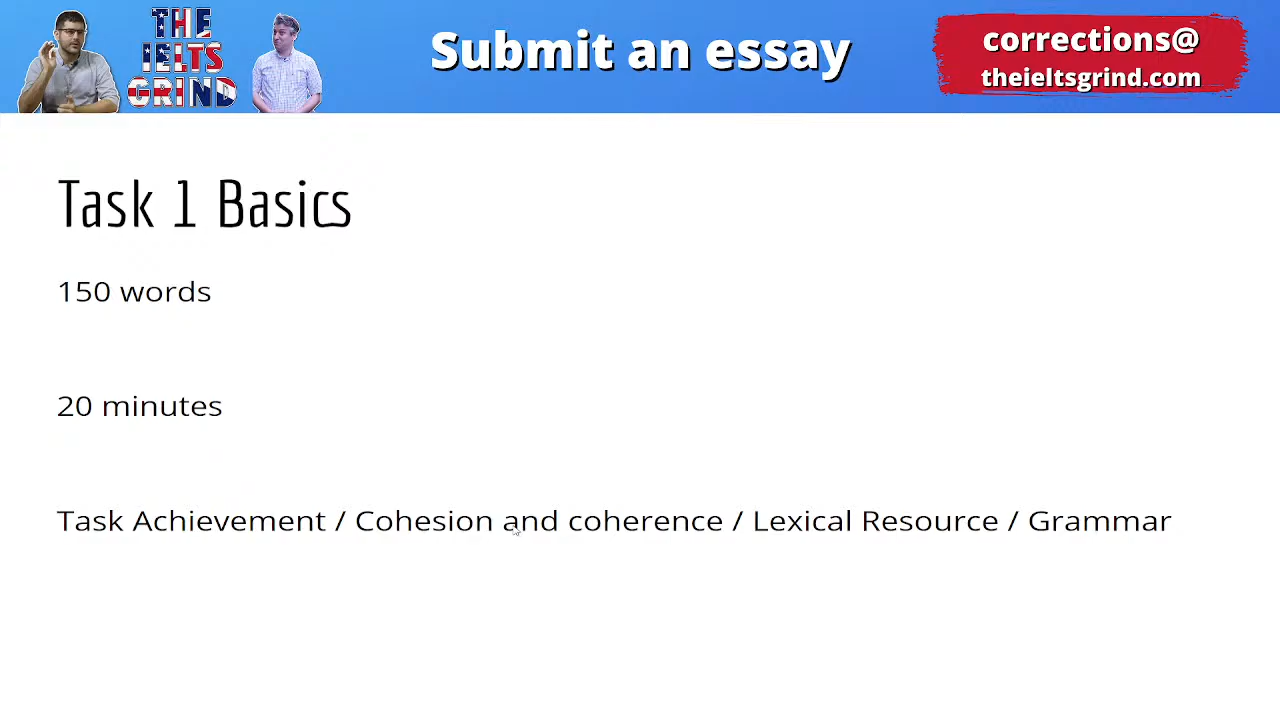 THE
IELTS
GRIND
Submit an essay
corrections@
theieltsgrind.com
Task 1 Basics
150 words
20 minutes
Task Achievement / Cohesion and coherence / Lexical Resource / Grammar